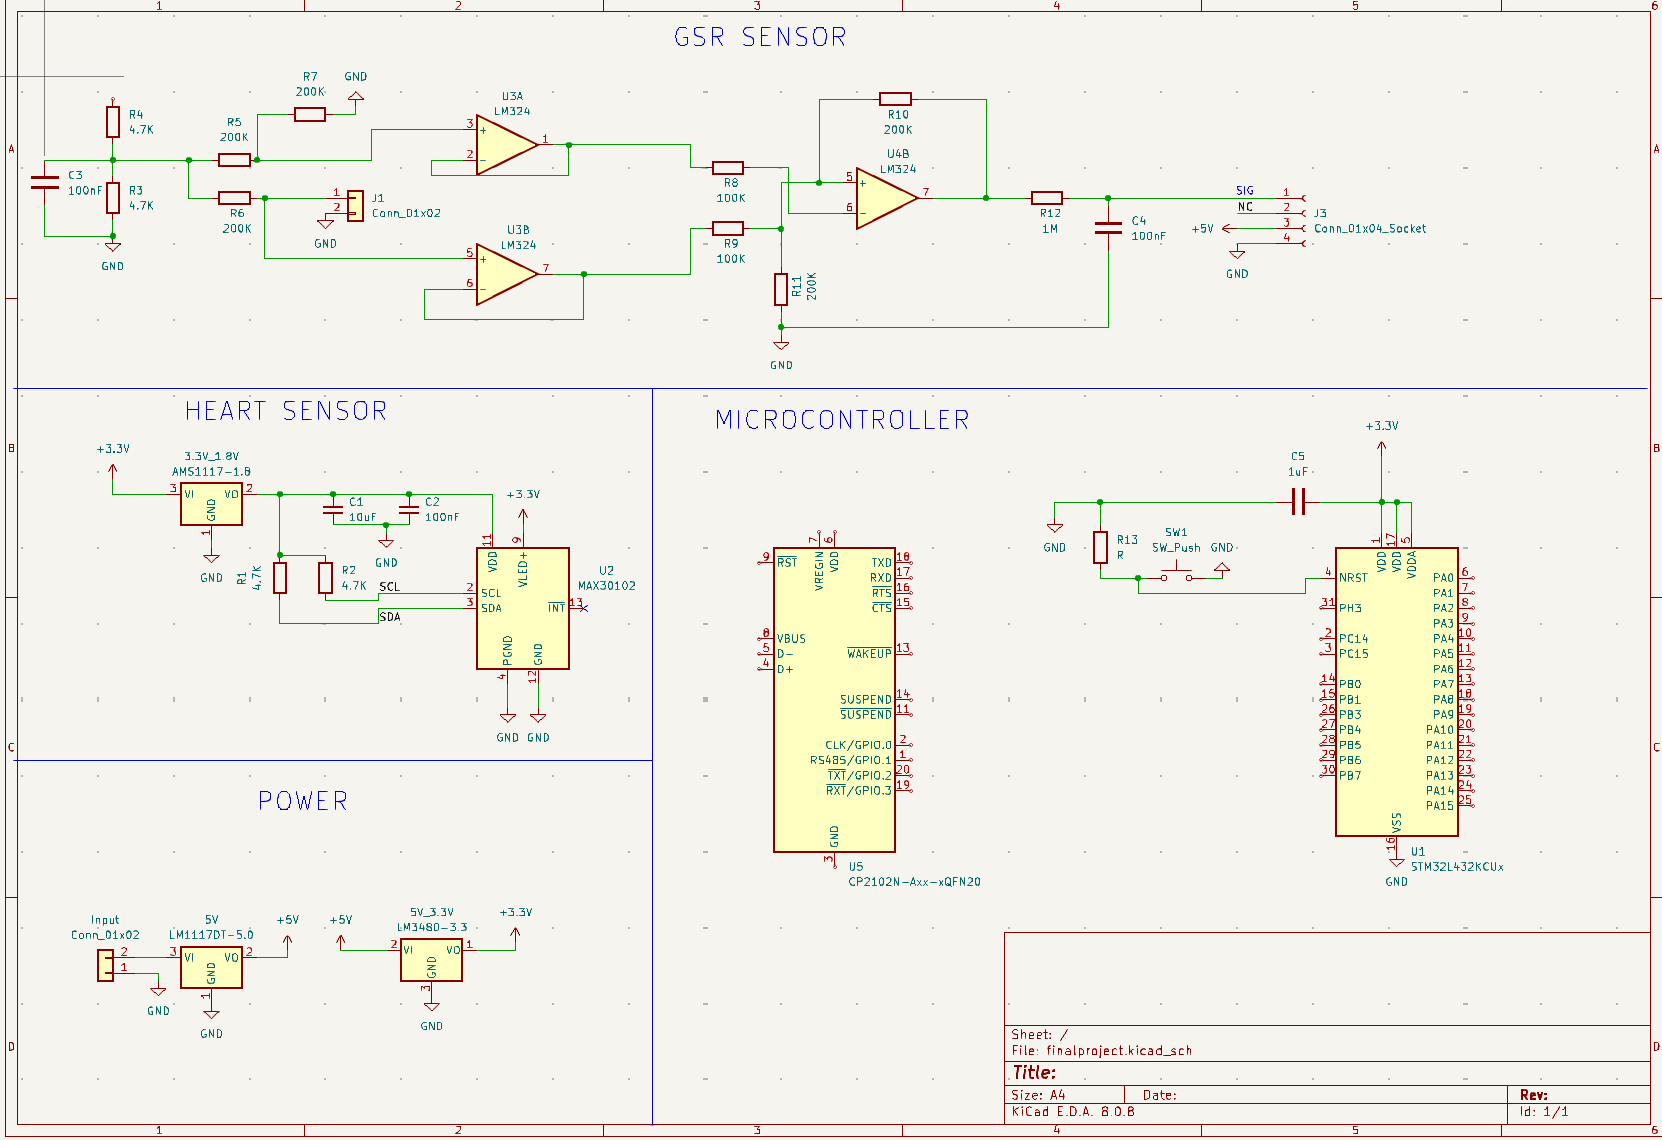 1 2 3 4 5 6
GSR SENSOR
A
R4
4.7K
C3
100nF
R3
4.7K
GND
R5
200K
R7
200K
GND
R6
200K
J1
Conn_01x02
1
2
GND
U3A
LM324
3
+
2
-
1
U3B
LM324
5
+
6
-
7
R8
100K
R9
100K
R10
200K
U4B
LM324
5
+
6
-
7
R11
200K
GND
R12
1M
C4
100nF
SIG
NC
+5V
GND
1
2
3
4
J3
Conn_01x04_Socket
A
B
HEART SENSOR
+3.3V
3.3V_1.8V
AMS1117-1.8
3 VI VO 2
GND
1
GND
C1
10uF
C2
100nF
GND
+3.3V
R1
4.7K
R2
4.7K
SCL
SDA
11 9
VDD VLED+
2 SCL
3 SDA
INT 13
PGND GND
4 12
U2
MAX30102
GND GND
MICROCONTROLLER
7 6
VREGIN VDD
9 RST
8 VBUS
5 D-
4 D+
TXD 18
RXD 17
RTS 16
CTS 15
WAKEUP 13
SUSPEND 14
SUSPEND 11
CLK/GPIO.0 2
RS485/GPIO.1 1
TXT/GPIO.2 20
RXT/GPIO.3 19
GND
3
U5
CP2102N-Axx-xQFN20
+3.3V
C5
1uF
GND
R13
R
SW1
SW_Push
GND
1 17 5
VDD VDD VDDA
4 NRST
31 PH3
2 PC14
3 PC15
14 PB0
15 PB1
26 PB3
27 PB4
28 PB5
29 PB6
30 PB7
PA0 6
PA1 7
PA2 8
PA3 9
PA4 10
PA5 11
PA6 12
PA7 13
PA8 18
PA9 19
PA10 20
PA11 21
PA12 22
PA13 23
PA14 24
PA15 25
VSS
16
GND
U1
STM32L432KCUx
B
C
C
POWER
Input
Conn_01x02
2
1
GND
5V
LM1117DT-5.0
3 VI VO 2
GND
1
GND
+5V
+5V
5V_3.3V
LM3480-3.3
2 VI VO 1
GND
3
GND
+3.3V
D
D
Sheet: /
File: finalproject.kicad_sch
Title:
Size: A4 Date: Rev:
KiCad E.D.A. 8.0.8 Id: 1/1
1 2 3 4 5 6